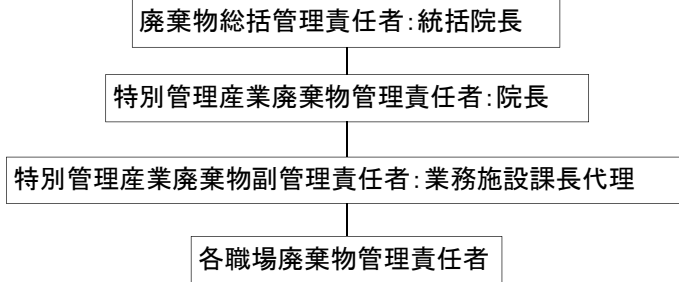 廃棄物総括管理責任者：統括院長
特別管理産業廃棄物管理責任者：院長
特別管理産業廃棄物副管理責任者：業務施設課長代理
各職場廃棄物管理責任者